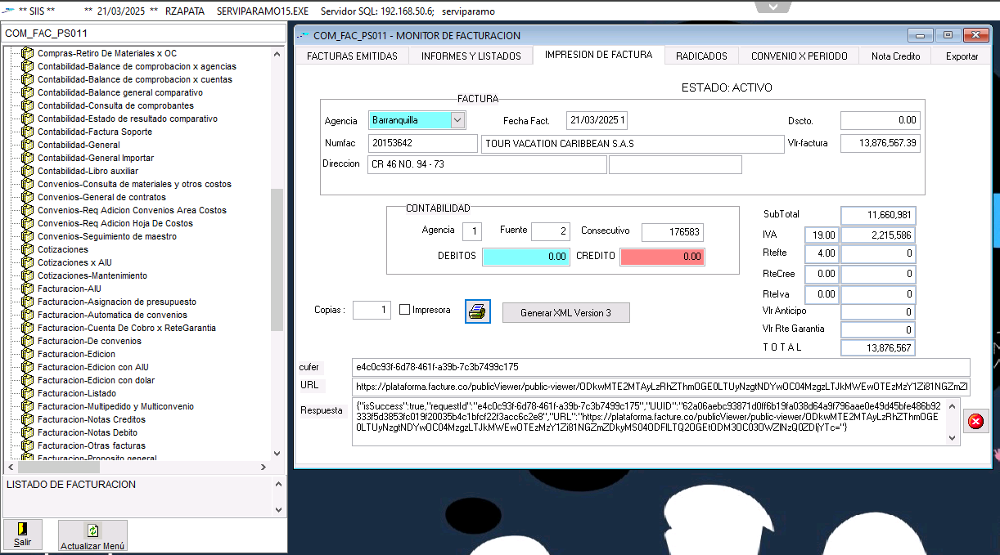 ** SIIS ** ** 21/03/2025 ** RZAPATA SERVIPARAMO15.EXE Servidor SQL: 192.168.50.6; serviparamo
COM_FAC_PS011
Compras-Retiro De Materiales x OC
Contabilidad-Balance de comprobacion x agencias
Contabilidad-Balance de comprobacion x cuentas
Contabilidad-Balance general comparativo
Contabilidad-Consulta de comprobantes
Contabilidad-Estado de resultado comparativo
Contabilidad-Factura Soporte
Contabilidad-General
Contabilidad-General Importar
Contabilidad-Libro auxiliar
Convenios-Consulta de materiales y otros costos
Convenios-General de contratos
Convenios-Req Adicion Convenios Area Costos
Convenios-Req Adicion Hoja De Costos
Convenios-Seguimiento de maestro
Cotizaciones
Cotizaciones x AIU
Cotizaciones-Mantenimiento
Facturacion-AIU
Facturacion-Asignacion de presupuesto
Facturacion-Automatica de convenios
Facturacion-Cuenta De Cobro x ReteGarantia
Facturacion-De convenios
Facturacion-Edicion
Facturacion-Edicion con AIU
Facturacion-Edicion con dolar
Facturacion-Listado
Facturacion-Multipedido y Multiconvenio
Facturacion-Notas Creditos
Facturacion-Notas Debito
Facturacion-Otras facturas
Facturacion-Proposito general
LISTADO DE FACTURACION
Salir
Actualizar Menú
COM_FAC_PS011 - MONITOR DE FACTURACION
FACTURAS EMITIDAS INFORMES Y LISTADOS IMPRESION DE FACTURA RADICADOS CONVENIO X PERIODO Nota Credito Exportar
ESTADO: ACTIVO
FACTURA
Agencia Barranquilla Fecha Fact. 21/03/2025 1 Dscto. 0.00
Numfac 20153642 TOUR VACATION CARIBBEAN S.A.S Vlr-factura 13,876,567.39
Direccion CR 46 NO. 94 - 73
CONTABILIDAD
Agencia 1 Fuente 2 Consecutivo 176583
DEBITOS 0.00 CREDITO 0.00
SubTotal 11,660,981
IVA 19.00 2,215,586
Rtefte 4.00 0
RteCree 0.00 0
RteIva 0.00 0
Vlr Anticipo 0
Vlr Rte Garantia 0
T O T A L 13,876,567
Copias : 1 Impresora Generar XML Version 3
cufer e4c0c93f-6d78-461f-a39b-7c3b7499c175
URL
Respuesta {"isSuccess":true,"requestId":"e4c0c93f-6d78-461f-a39b-7c3b7499c175","UUID":"62a06aebc93871d0ff6b19fa038d64a9f796aae0e49d45bfe486b92
333f5d3853fc019f20035b4c1bfcf22f3acc6c2e8","URL":"https://plataforma.facture.co/publicViewer/public-viewer/